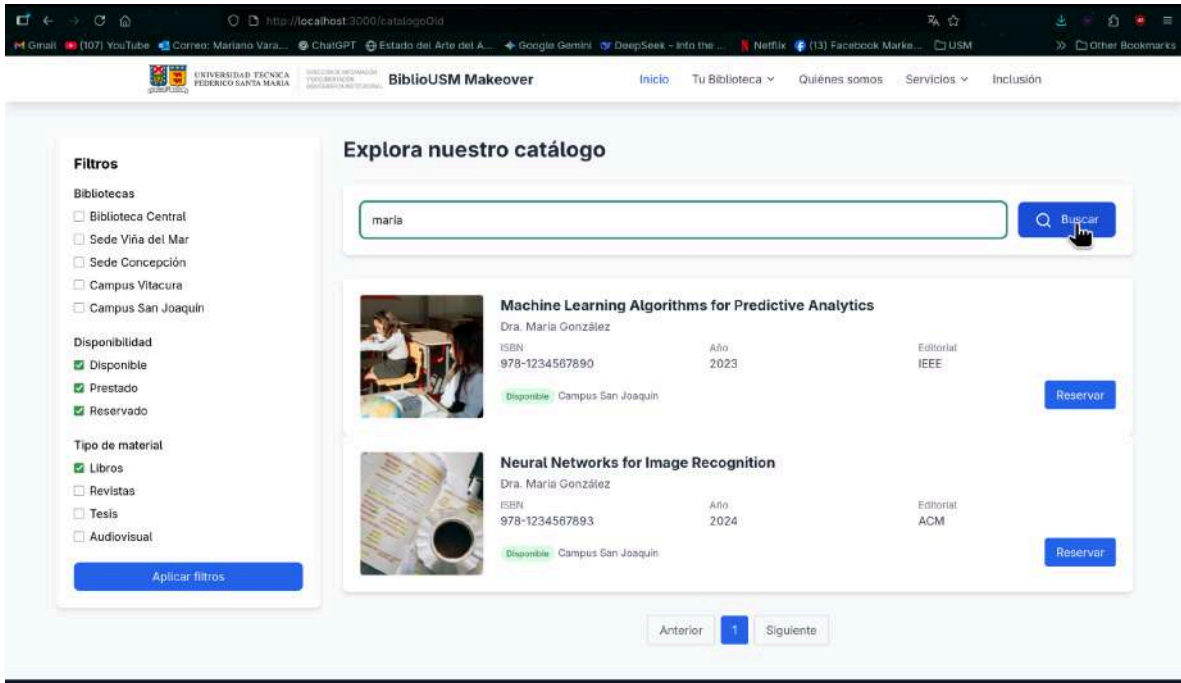 http://localhost:3000/catalogoOld
Gmail
(107) YouTube
Correo: Mariano Vara...
ChatGPT
Estado del Arte del A...
Google Gemini
DeepSeek - Into the ...
Netflix
(13) Facebook Marke...
USM
Other Bookmarks
UNIVERSIDAD TECNICA
FEDERICO SANTA MARIA
BiblioUSM Makeover
Inicio
Tu Biblioteca
Quiénes somos
Servicios
Inclusión
Filtros
Bibliotecas
Biblioteca Central
Sede Viña del Mar
Sede Concepción
Campus Vitacura
Campus San Joaquín
Disponibilidad
Disponible
Prestado
Reservado
Tipo de material
Libros
Revistas
Tesis
Audiovisual
Aplicar filtros
Explora nuestro catálogo
maria
Buscar
Machine Learning Algorithms for Predictive Analytics
Dra. María González
ISBN Año Editorial
978-1234567890 2023 IEEE
Disponible Campus San Joaquín
Reservar
Neural Networks for Image Recognition
Dra. María González
ISBN Año Editorial
978-1234567893 2024 ACM
Disponible Campus San Joaquín
Reservar
Anterior 1 Siguiente